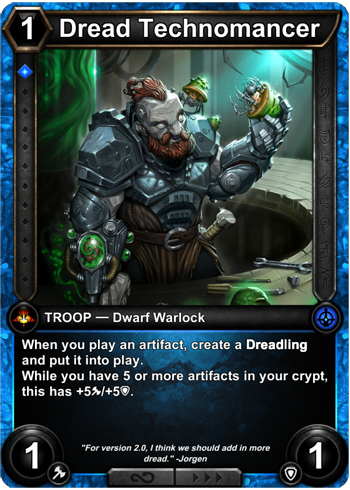 1 Dread Technomancer
TROOP — Dwarf Warlock
When you play an artifact, create a Dreadling
and put it into play.
While you have 5 or more artifacts in your crypt,
this has +5/+5.
"For version 2.0, I think we should add in more
dread." -Jorgen
1 1